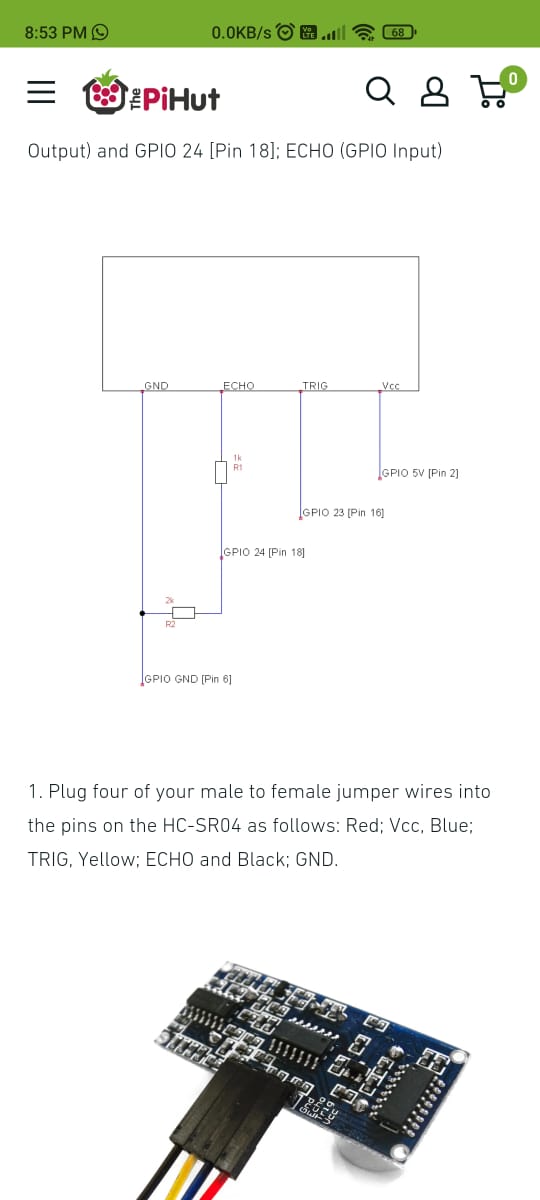 8:53 PM 0.0KB/s Vo LTE 68
THE PiHut 0
Output) and GPIO 24 [Pin 18]; ECHO (GPIO Input)
GND ECHO TRIG Vcc
1k
R1
GPIO 5V [Pin 2]
GPIO 23 [Pin 16]
GPIO 24 [Pin 18]
2k
R2
GPIO GND [Pin 6]
1. Plug four of your male to female jumper wires into
the pins on the HC-SR04 as follows: Red; Vcc, Blue;
TRIG, Yellow; ECHO and Black; GND.
Gnd
Echo
Trig
Vcc